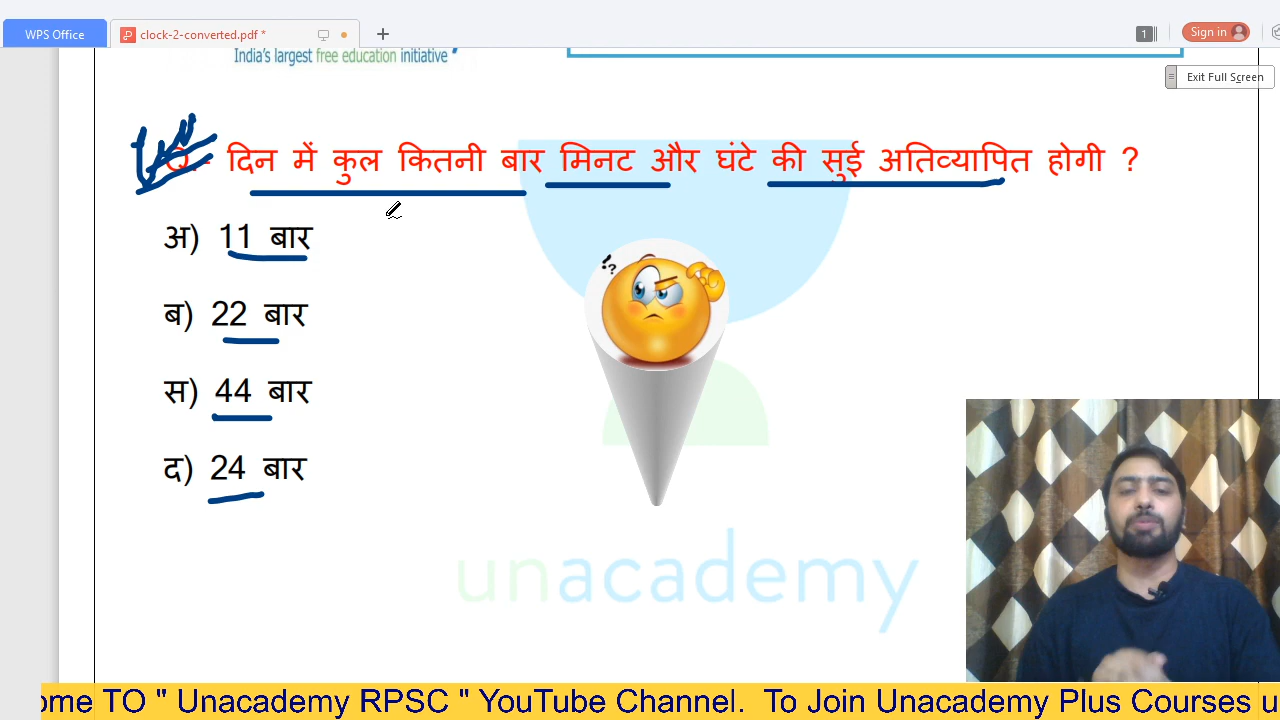 WPS Office
clock-2-converted.pdf *
1
Sign in
India's largest free education initiative
Exit Full Screen
Q.- दिन में कुल कितनी बार मिनट और घंटे की सुई अतिव्यापित होगी ?
अ) 11 बार
ब) 22 बार
स) 44 बार
द) 24 बार
unacademy
ome TO " Unacademy RPSC " YouTube Channel. To Join Unacademy Plus Courses u